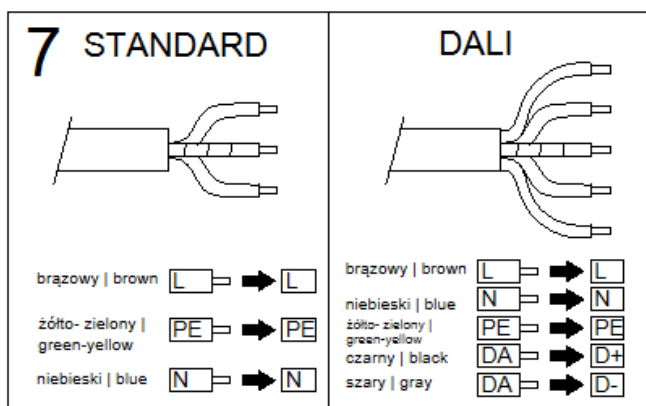 7 STANDARD
brązowy | brown L L
żółto- zielony |
green-yellow PE PE
niebieski | blue N N
DALI
brązowy | brown L L
niebieski | blue N N
żółto- zielony |
green-yellow PE PE
czarny | black DA D+
szary | gray DA D-